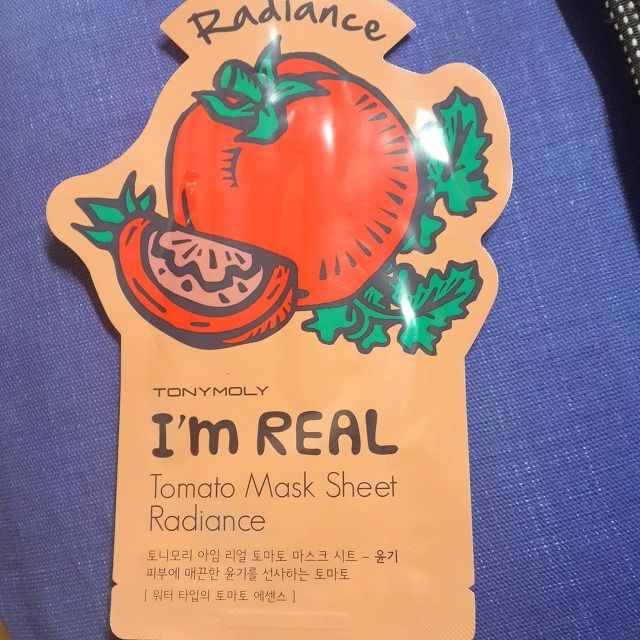 Radiance
TONYMOLY
I'm REAL
Tomato Mask Sheet
Radiance
토니모리 아임 리얼 토마토 마스크 시트 – 윤기
피부에 매끈한 윤기를 선사하는 토마토
[ 워터 타입의 토마토 에센스 ]